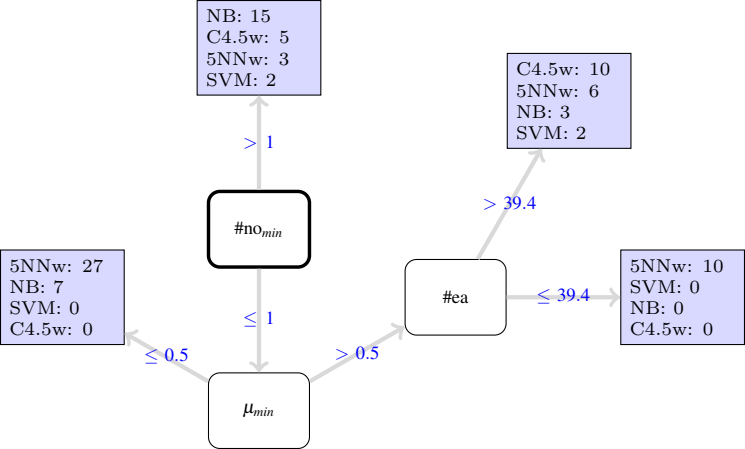 NB: 15
C4.5w: 5
5NNw: 3
SVM: 2
C4.5w: 10
5NNw: 6
NB: 3
SVM: 2
> 1
> 39.4
#no_min
5NNw: 27
NB: 7
SVM: 0
C4.5w: 0
#ea
≤ 39.4
5NNw: 10
SVM: 0
NB: 0
C4.5w: 0
≤ 1
≤ 0.5
> 0.5
μ_min